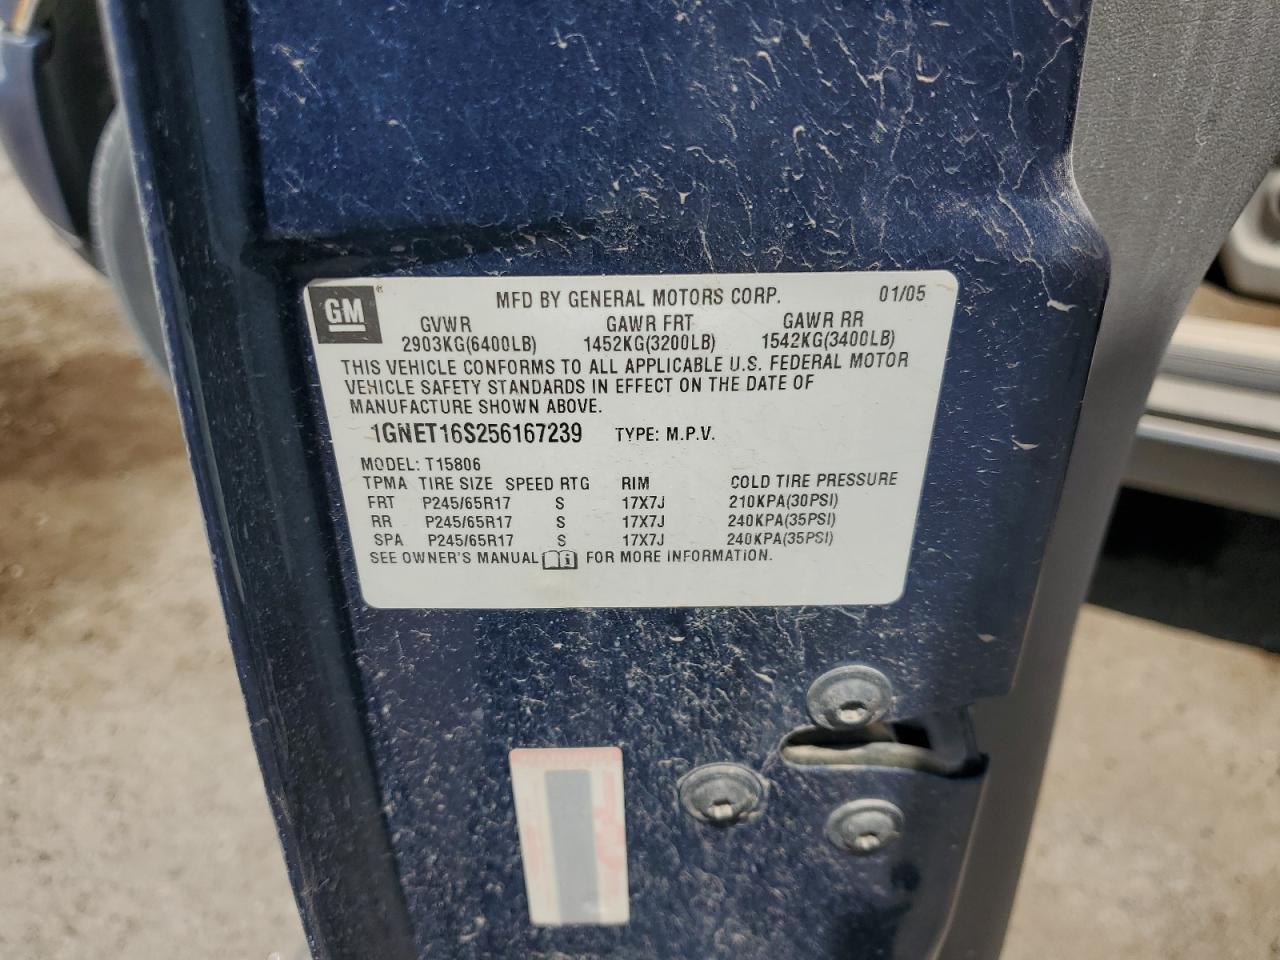 GM ® MFD BY GENERAL MOTORS CORP. 01/05
GVWR GAWR FRT GAWR RR
2903KG(6400LB) 1452KG(3200LB) 1542KG(3400LB)
THIS VEHICLE CONFORMS TO ALL APPLICABLE U.S. FEDERAL MOTOR
VEHICLE SAFETY STANDARDS IN EFFECT ON THE DATE OF
MANUFACTURE SHOWN ABOVE.
1GNET16S256167239 TYPE: M.P.V.
MODEL: T15806
TPMA TIRE SIZE SPEED RTG RIM COLD TIRE PRESSURE
FRT P245/65R17 S 17X7J 210KPA(30PSI)
RR P245/65R17 S 17X7J 240KPA(35PSI)
SPA P245/65R17 S 17X7J 240KPA(35PSI)
SEE OWNER'S MANUAL i FOR MORE INFORMATION.